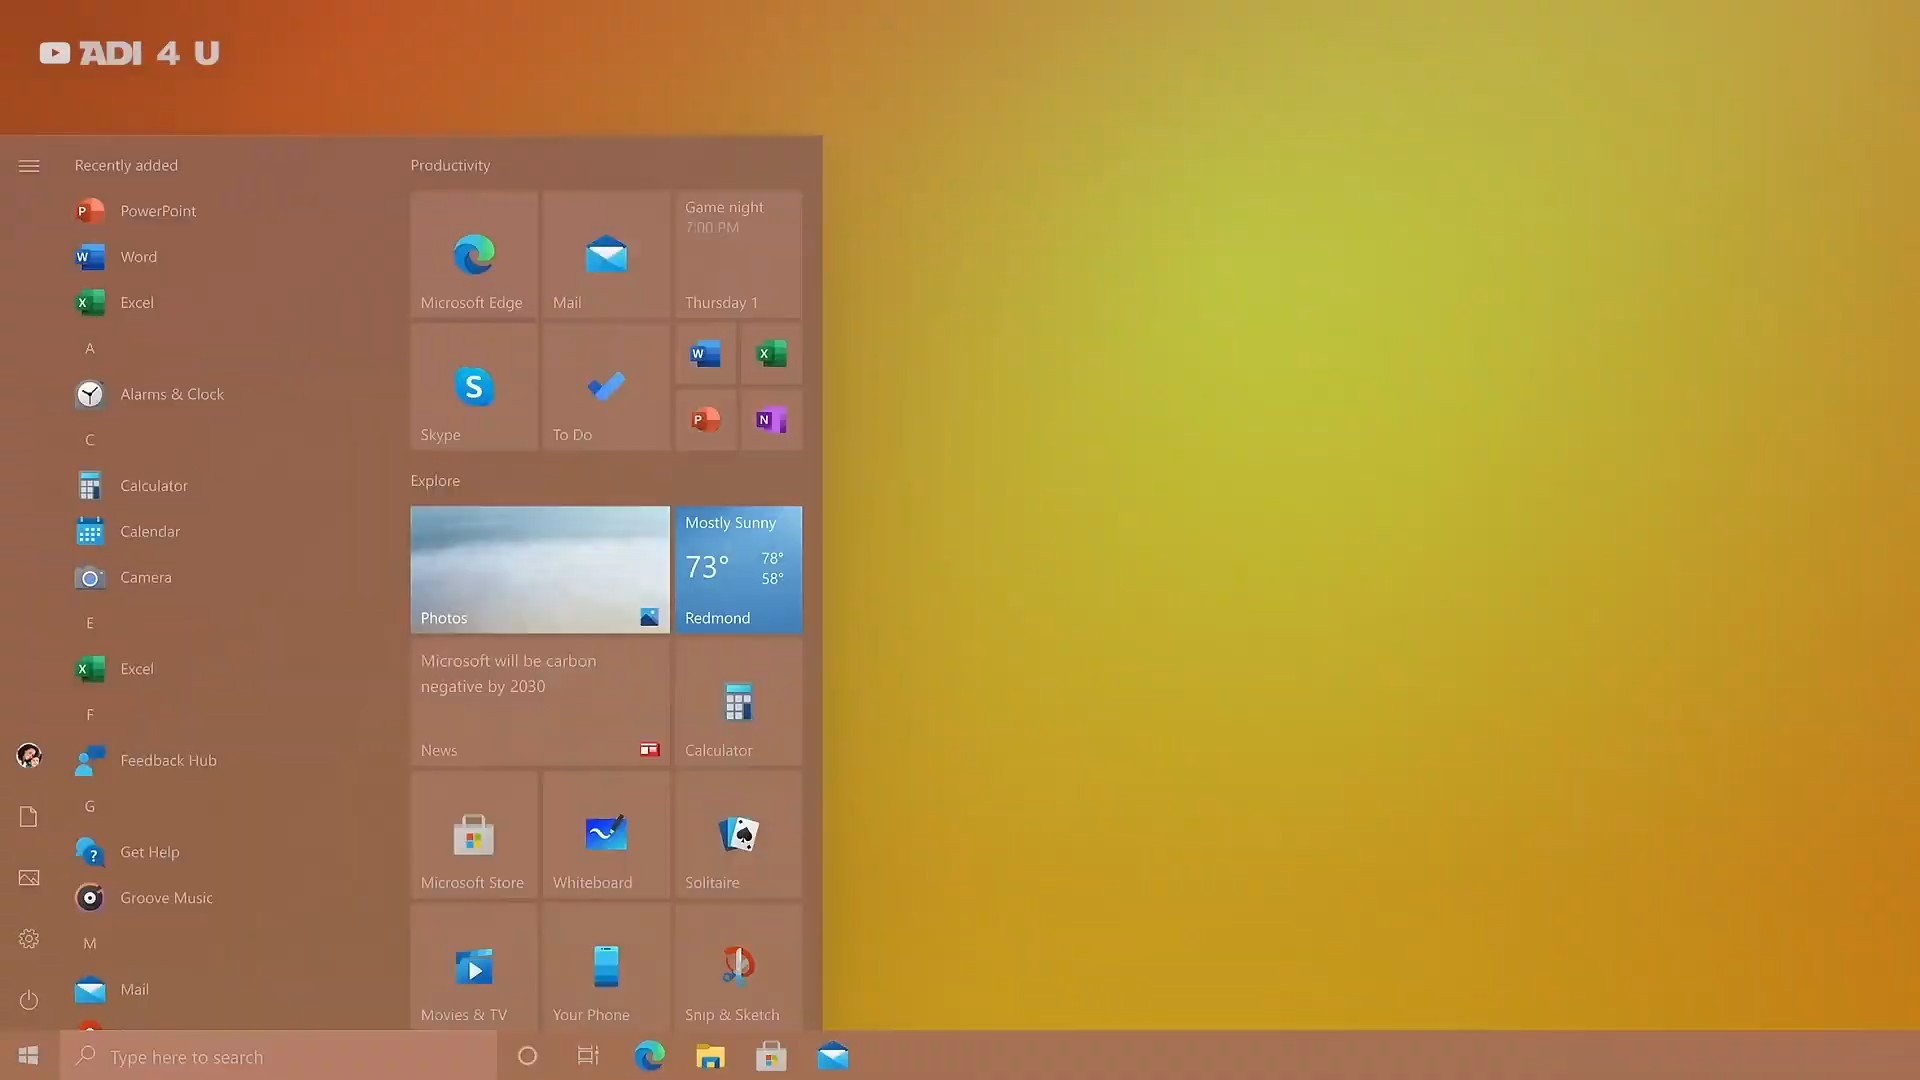 ADI 4 U
Recently added
PowerPoint
Word
Excel
A
Alarms & Clock
C
Calculator
Calendar
Camera
E
Excel
F
Feedback Hub
G
Get Help
Groove Music
M
Mail
Productivity
Microsoft Edge
Mail
Game night
7:00 PM
Thursday 1
Skype
To Do
Explore
Photos
Mostly Sunny
73°
78°
58°
Redmond
Microsoft will be carbon
negative by 2030
News
Calculator
Microsoft Store
Whiteboard
Solitaire
Movies & TV
Your Phone
Snip & Sketch
Type here to search